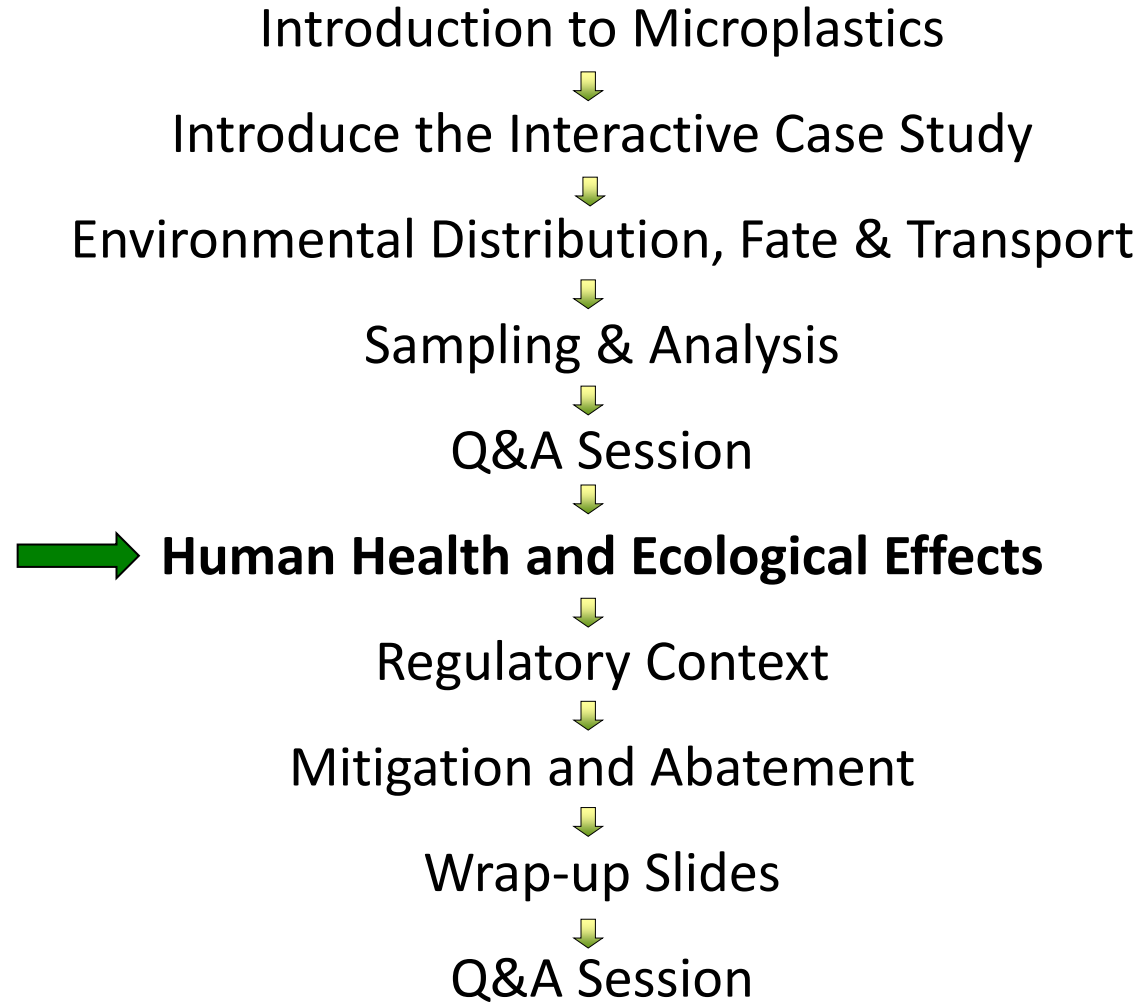 Introduction to Microplastics
Introduce the Interactive Case Study
Environmental Distribution, Fate & Transport
Sampling & Analysis
Q&A Session
Human Health and Ecological Effects
Regulatory Context
Mitigation and Abatement
Wrap-up Slides
Q&A Session